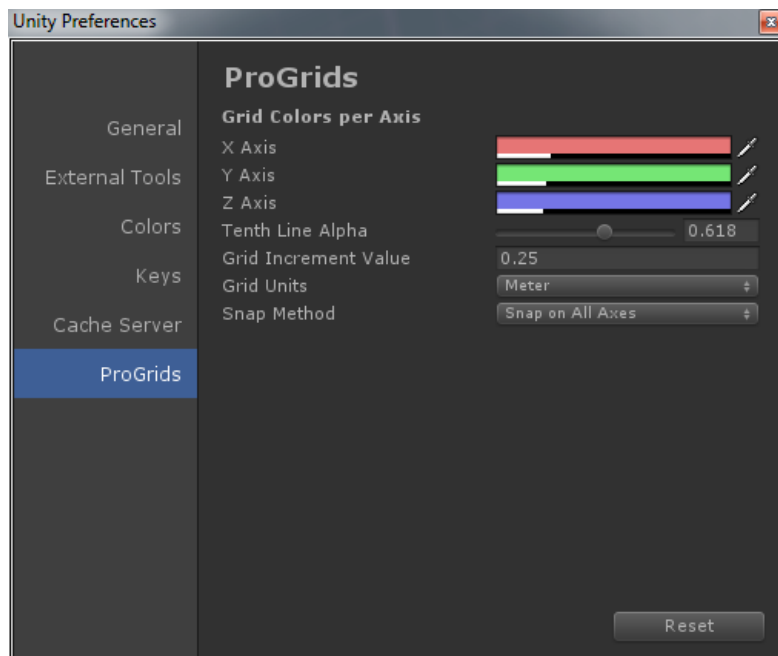 Unity Preferences
General
External Tools
Colors
Keys
Cache Server
ProGrids
ProGrids
Grid Colors per Axis
X Axis
Y Axis
Z Axis
Tenth Line Alpha 0.618
Grid Increment Value 0.25
Grid Units Meter
Snap Method Snap on All Axes
Reset